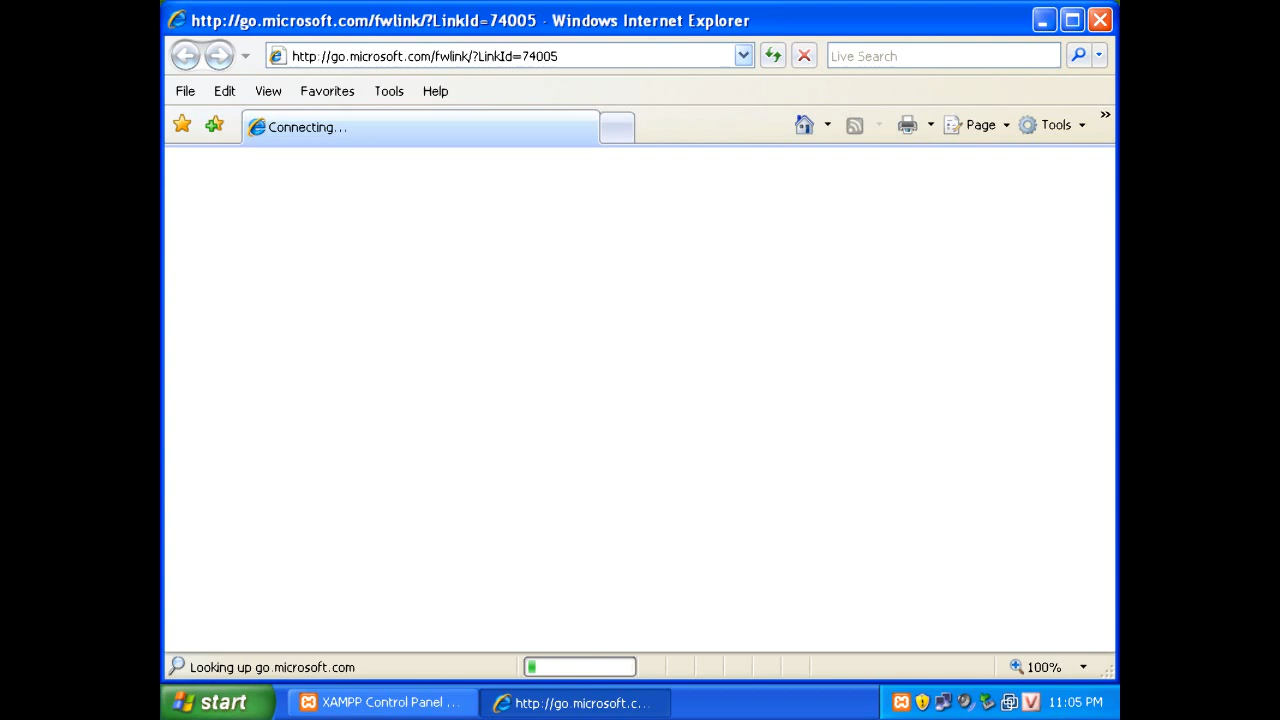 http://go.microsoft.com/fwlink/?LinkId=74005 - Windows Internet Explorer
http://go.microsoft.com/fwlink/?LinkId=74005
Live Search
File Edit View Favorites Tools Help
Connecting...
Page Tools
Looking up go.microsoft.com
100%
start
XAMPP Control Panel ...
http://go.microsoft.c...
11:05 PM